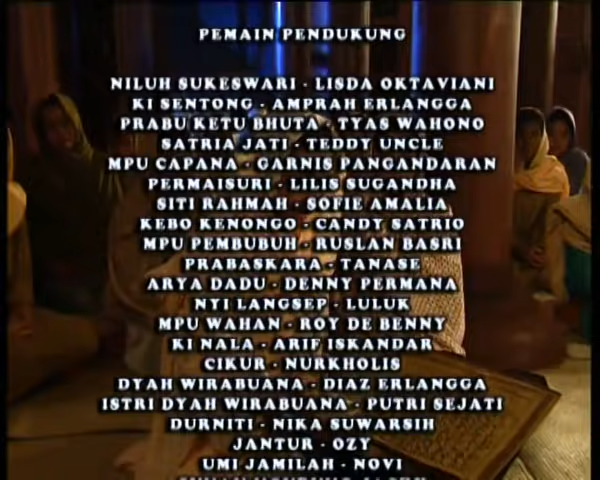 PEMAIN PENDUKUNG
NILUH SUKESWARI - LISDA OKTAVIANI
KI SENTONG - AMPRAH ERLANGGA
PRABU KETU BHUTA - TYAS WAHONO
SATRIA JATI - TEDDY UNCLE
MPU CAPANA - GARNIS PANGANDARAN
PERMAISURI - LILIS SUGANDHA
SITI RAHMAH - SOFIE AMALIA
KEBO KENONGO - CANDY SATRIO
MPU PEMBUBUH - RUSLAN BASRI
PRABASKARA - TANASE
ARYA DADU - DENNY PERMANA
NYI LANGSEP - LULUK
MPU WAHAN - ROY DE BENNY
KI NALA - ARIF ISKANDAR
CIKUR - NURKHOLIS
DYAH WIRABUANA - DIAZ ERLANGGA
ISTRI DYAH WIRABUANA - PUTRI SEJATI
DURNITI - NIKA SUWARSIH
JANTUR - OZY
UMI JAMILAH - NOVI